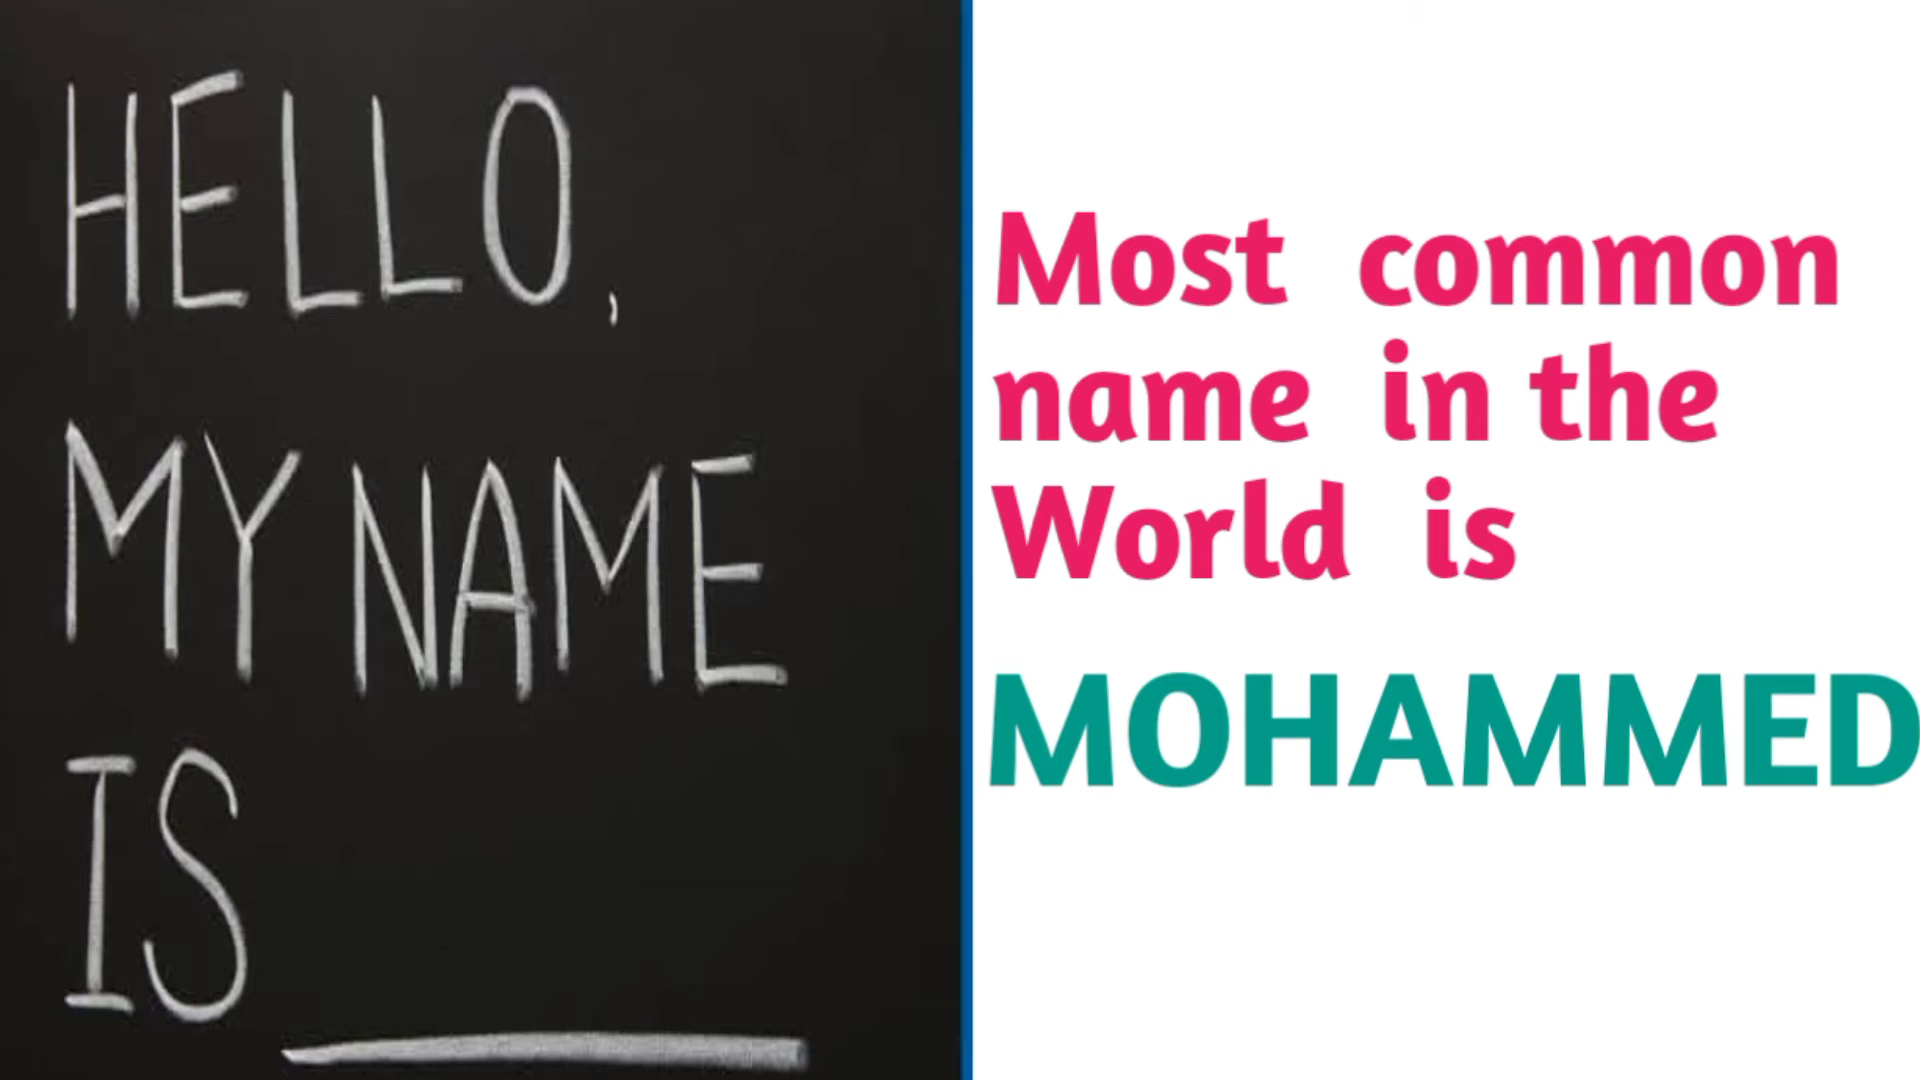 HELLO,
MY NAME
IS
Most common
name in the
World is
MOHAMMED